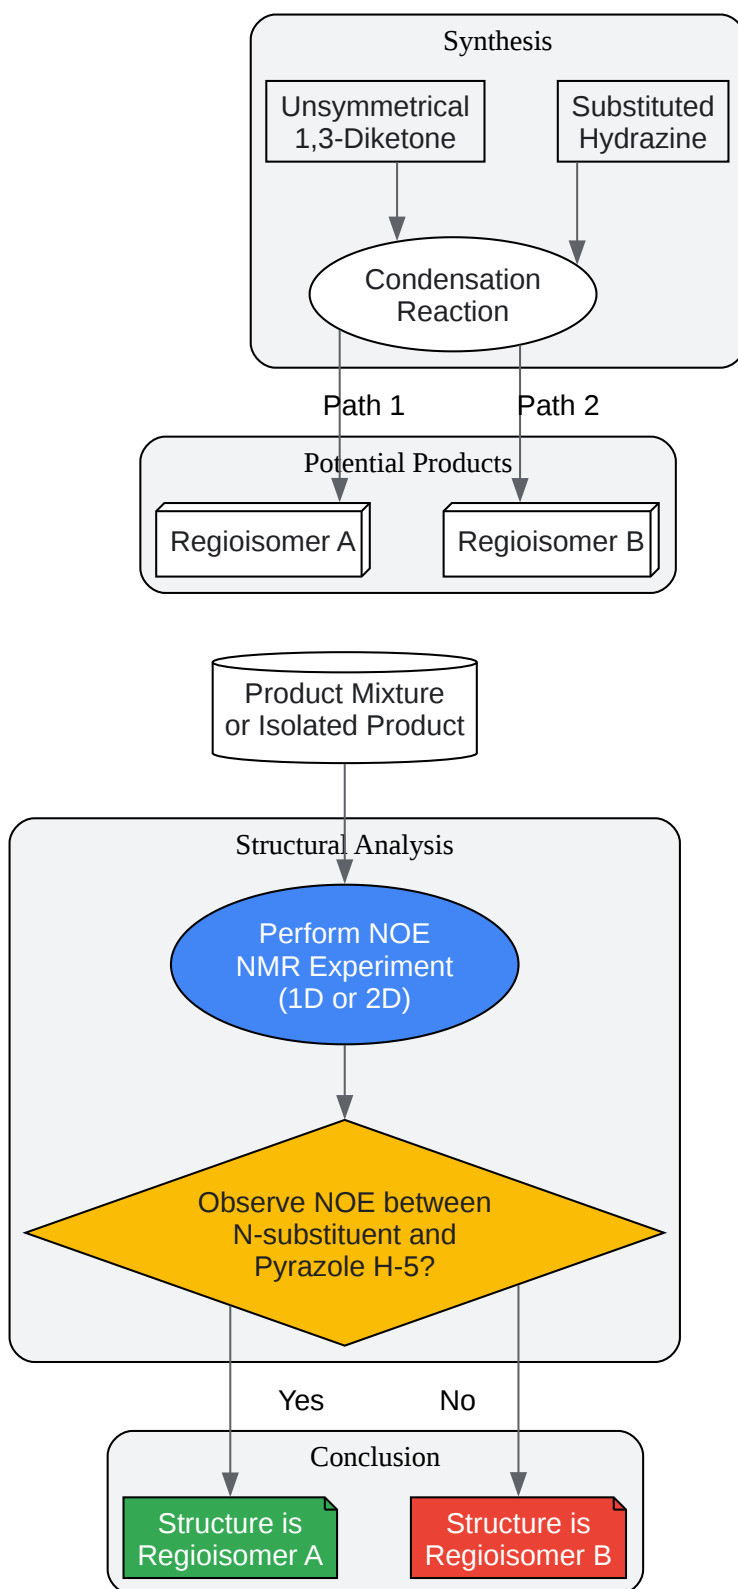 Synthesis
Unsymmetrical
1,3-Diketone
Substituted
Hydrazine
Condensation
Reaction
Path 1
Path 2
Potential Products
Regioisomer A
Regioisomer B
Product Mixture
or Isolated Product
Structural Analysis
Perform NOE
NMR Experiment
(1D or 2D)
Observe NOE between
N-substituent and
Pyrazole H-5?
Yes
No
Conclusion
Structure is
Regioisomer A
Structure is
Regioisomer B